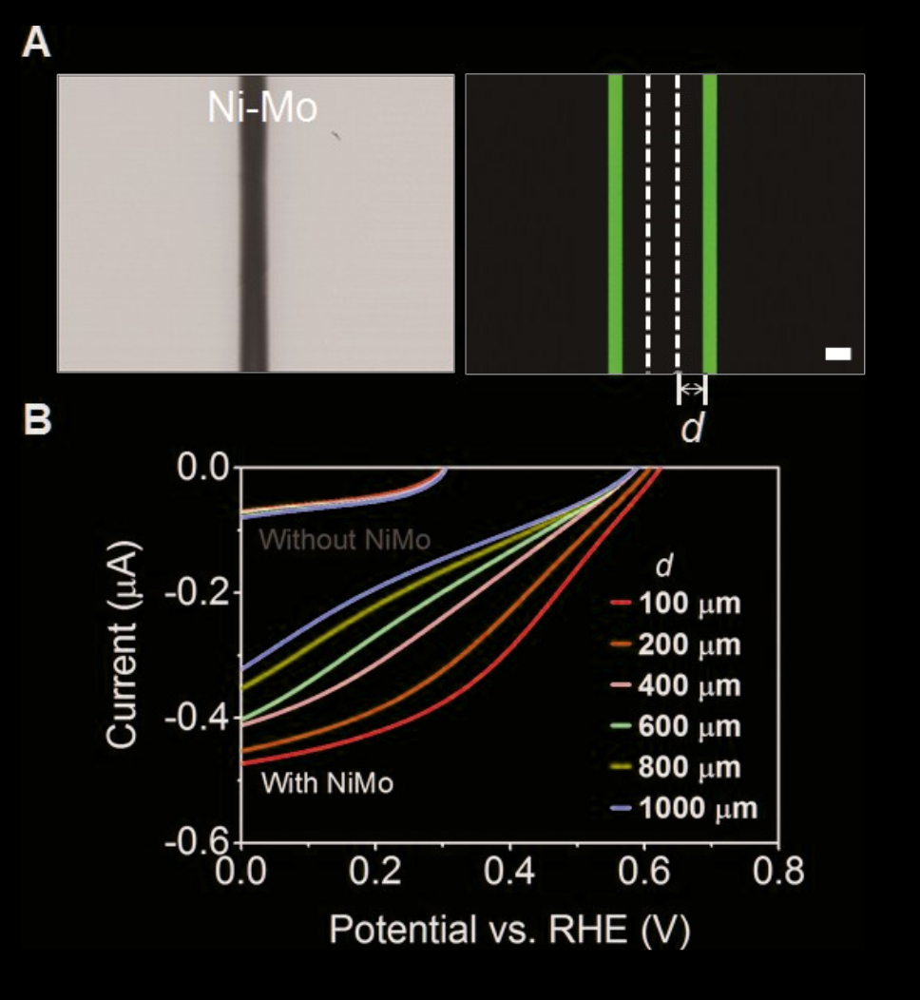 A
Ni-Mo
d
B
0.0
-0.2
-0.4
-0.6
Current (μA)
Without NiMo
With NiMo
d
100 μm
200 μm
400 μm
600 μm
800 μm
1000 μm
0.0 0.2 0.4 0.6 0.8
Potential vs. RHE (V)